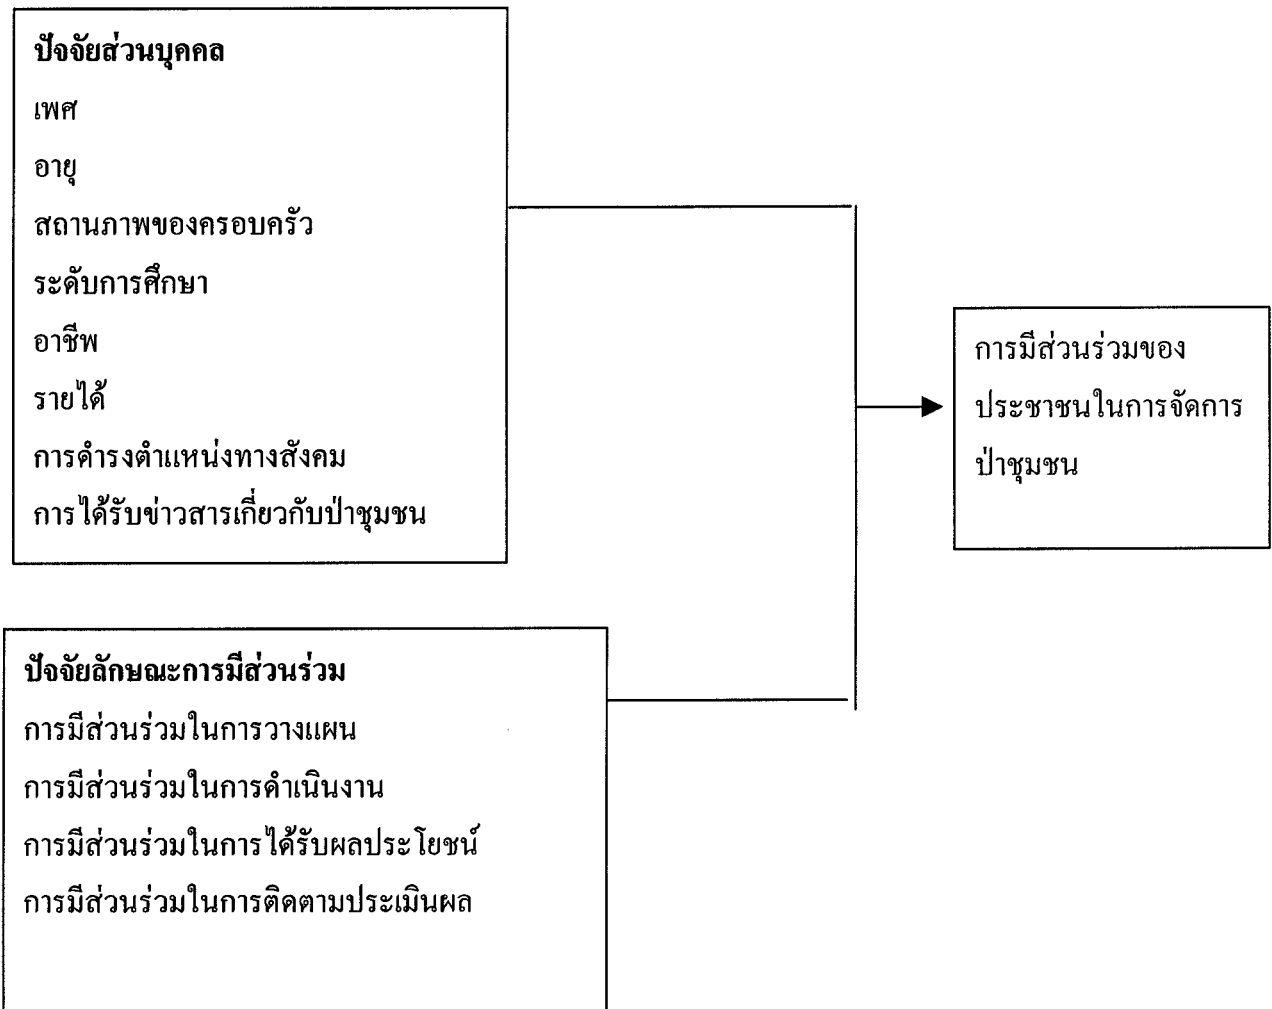 ปัจจัยส่วนบุคคล
เพศ
อายุ
สถานภาพของครอบครัว
ระดับการศึกษา
อาชีพ
รายได้
การดำรงตำแหน่งทางสังคม
การได้รับข่าวสารเกี่ยวกับป่าชุมชน
การมีส่วนร่วมของ
ประชาชนในการจัดการ
ป่าชุมชน
ปัจจัยลักษณะการมีส่วนร่วม
การมีส่วนร่วมในการวางแผน
การมีส่วนร่วมในการดำเนินงาน
การมีส่วนร่วมในการได้รับผลประโยชน์
การมีส่วนร่วมในการติดตามประเมินผล